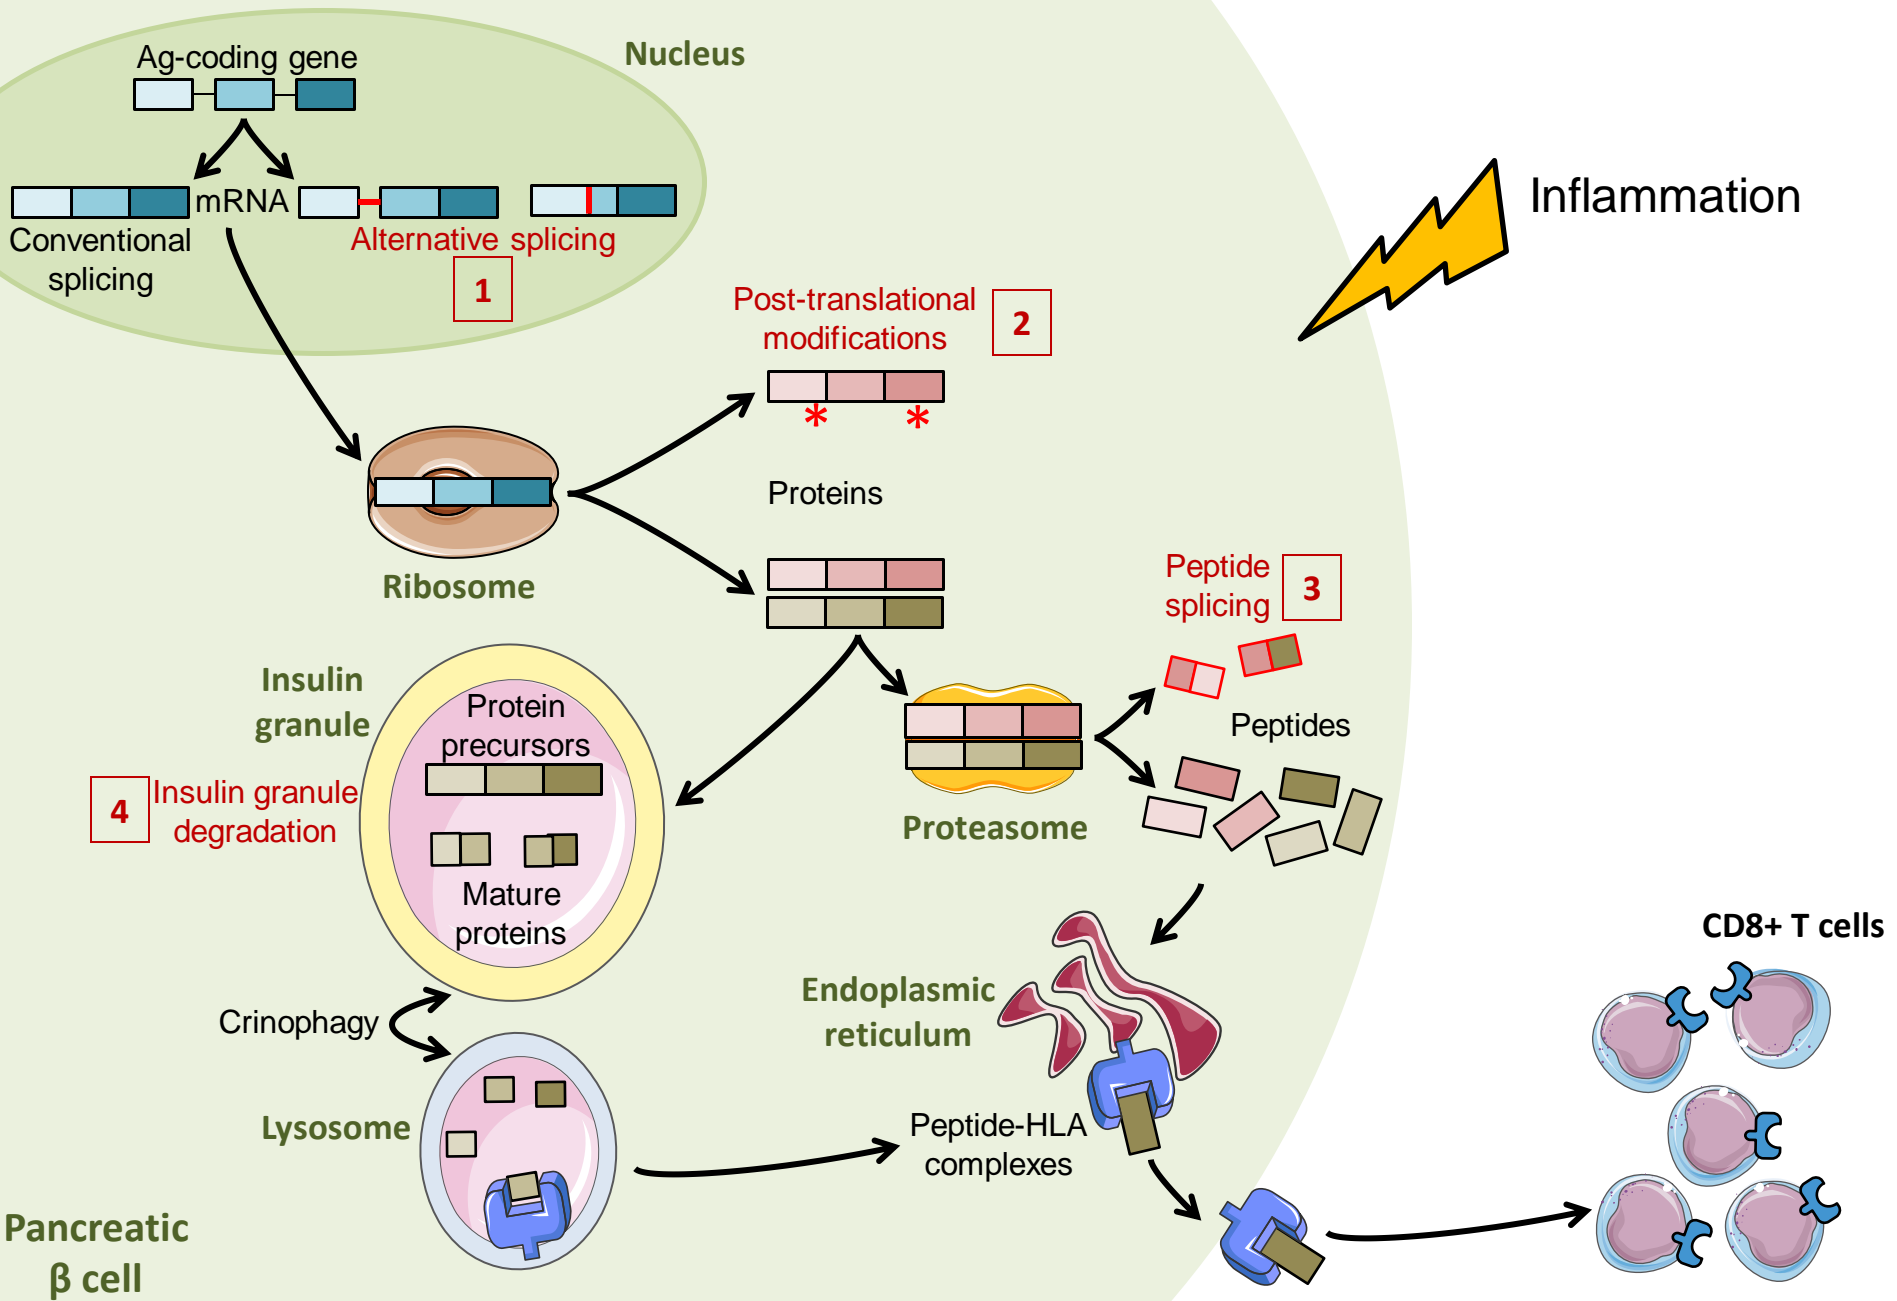 Nucleus
Ag-coding gene
mRNA
Conventional
splicing
Alternative splicing
1
Inflammation
Post-translational
modifications
2
*
*
Proteins
Ribosome
Peptide
splicing
3
Insulin
granule
Protein
precursors
Peptides
4
Insulin granule
degradation
Mature
proteins
Proteasome
CD8+ T cells
Endoplasmic
reticulum
Crinophagy
Lysosome
Peptide-HLA
complexes
Pancreatic
β cell